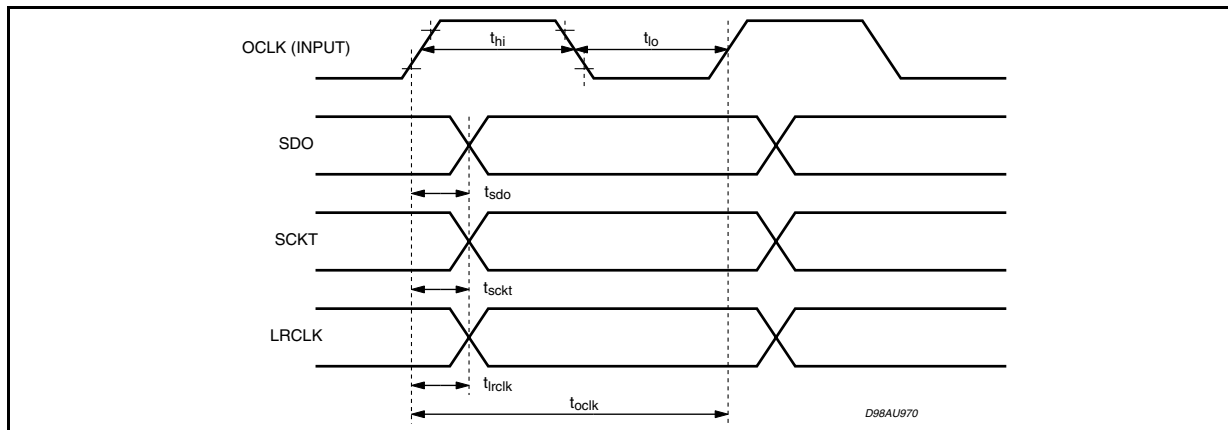 OCLK (INPUT)
thi
tlo
SDO
tsdo
SCKT
tsckt
LRCLK
tlrclk
toclk
D98AU970